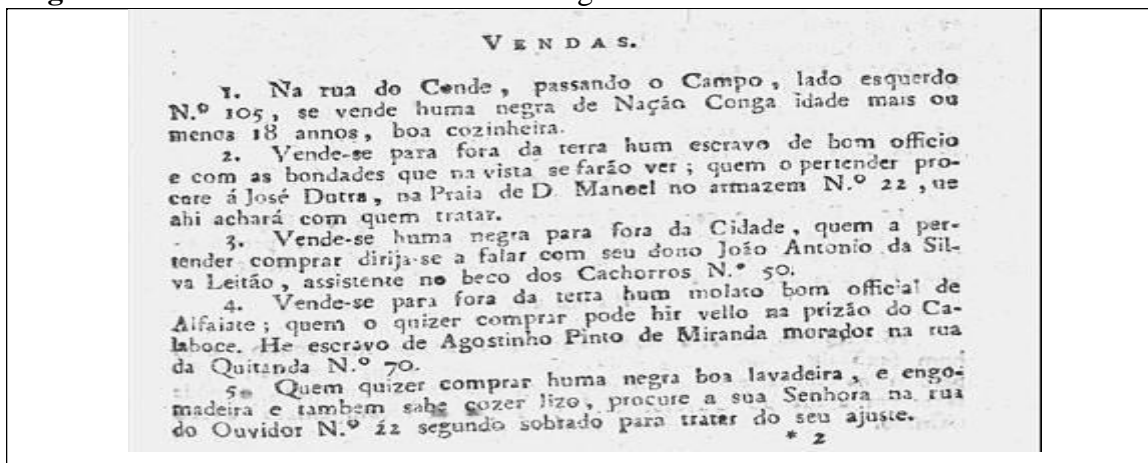 VENDAS.
1. Na rua do Conde, passando o Campo, lado esquerdo
N.º 105, se vende huma negra de Nação Conga idade mais ou
menos 18 annos, boa cozinheira.
2. Vende-se para fora da terra hum escravo de bom officio
e com as bondades que na vista se farão ver; quem o pertender pro-
cure á José Dutra, na Praia de D. Manoel no armazem N.º 22, ue
ahi achará com quem tratar.
3. Vende-se huma negra para fora da Cidade, quem a per-
tender comprar dirija-se a falar com seu dono João Antonio da Sil-
va Leitão, assistente no beco dos Cachorros N.º 50.
4. Vende-se para fora da terra hum molato bom official de
Alfaiate; quem o quizer comprar pode hir vello na prizão do Ca-
laboce. He escravo de Agostinho Pinto de Miranda morador na rua
da Quitanda N.º 70.
5. Quem quizer comprar huma negra boa lavadeira, e engo-
madeira e tambem sabe cozer lizo, procure a sua Senhora na rua
do Ouvidor N.º 22 segundo sobrado para tratar do seu ajuste.
* 2